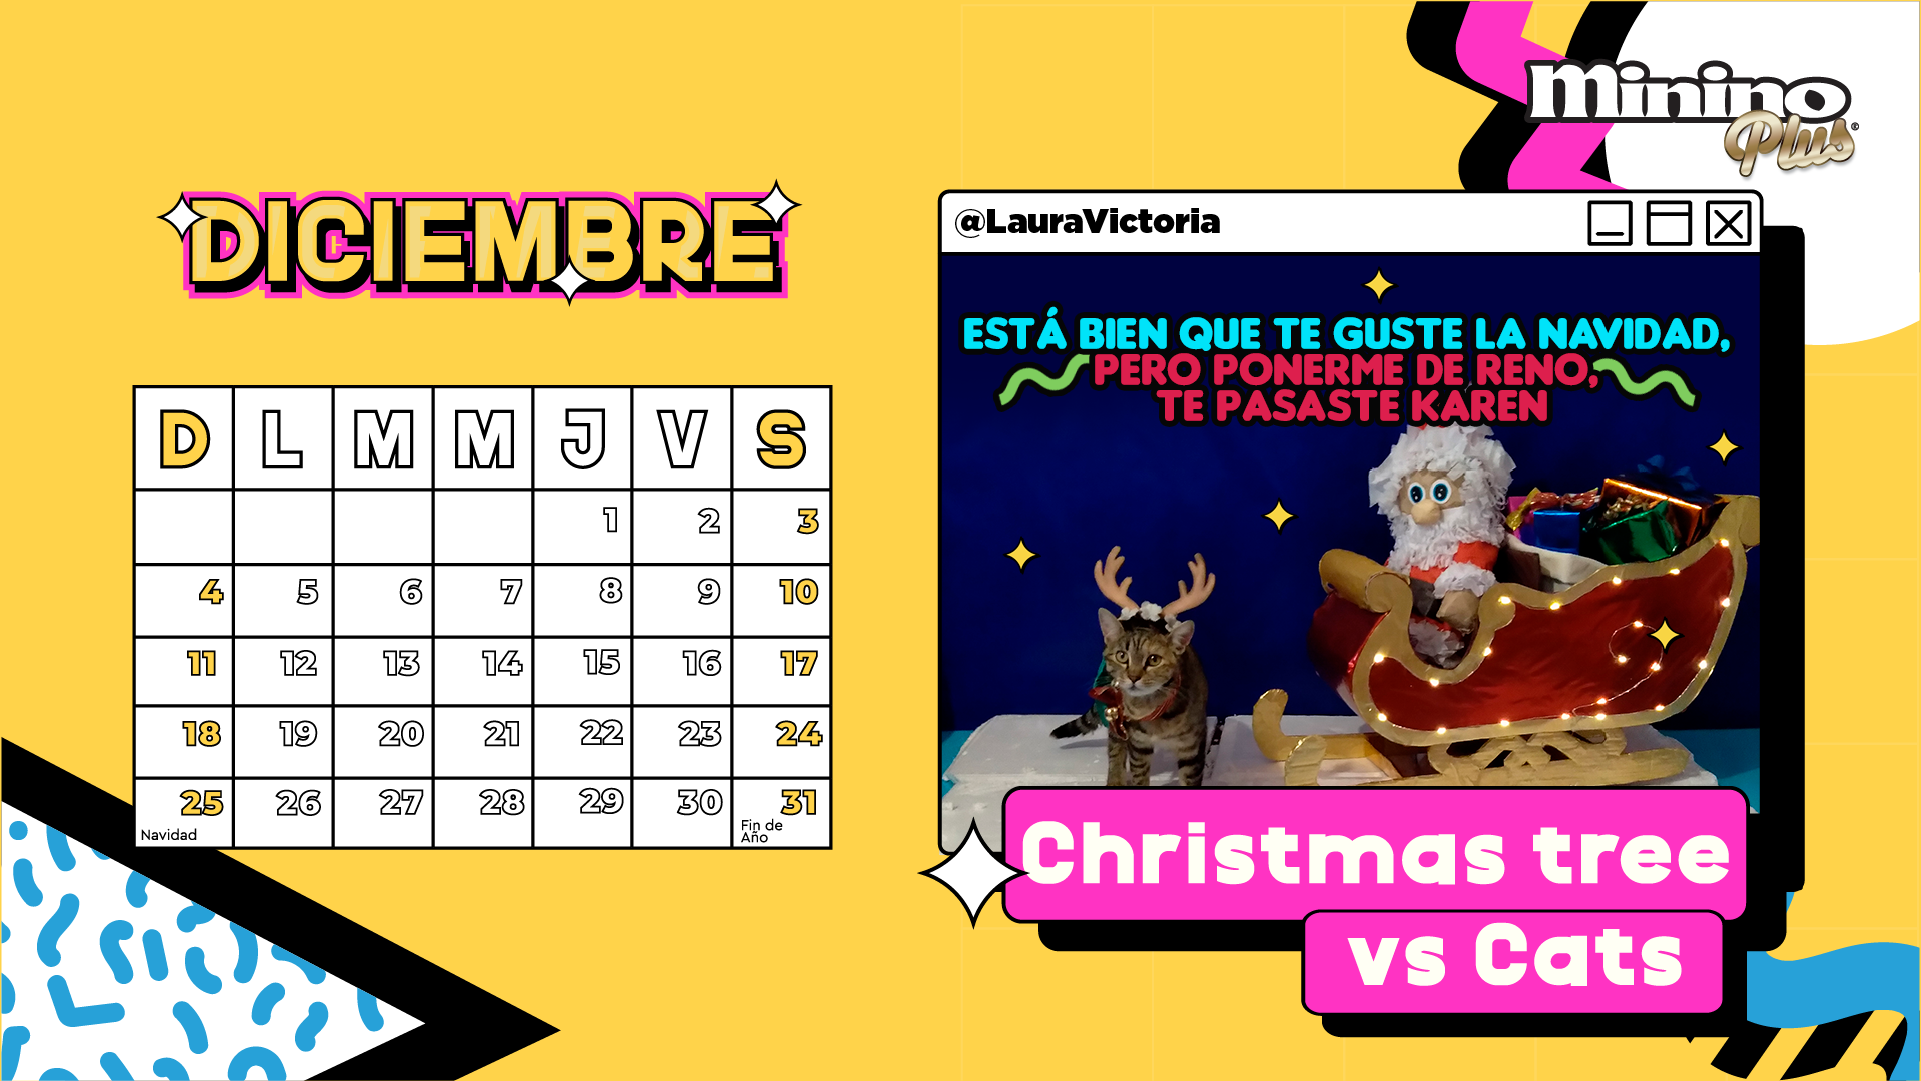 minino
Plus®
DICIEMBRE
D L M M J V S
1 2 3
4 5 6 7 8 9 10
11 12 13 14 15 16 17
18 19 20 21 22 23 24
25 26 27 28 29 30 31
Navidad
Fin de
Año
@LauraVictoria
ESTÁ BIEN QUE TE GUSTE LA NAVIDAD,
PERO PONERME DE RENO,
TE PASASTE KAREN
Christmas tree
vs Cats